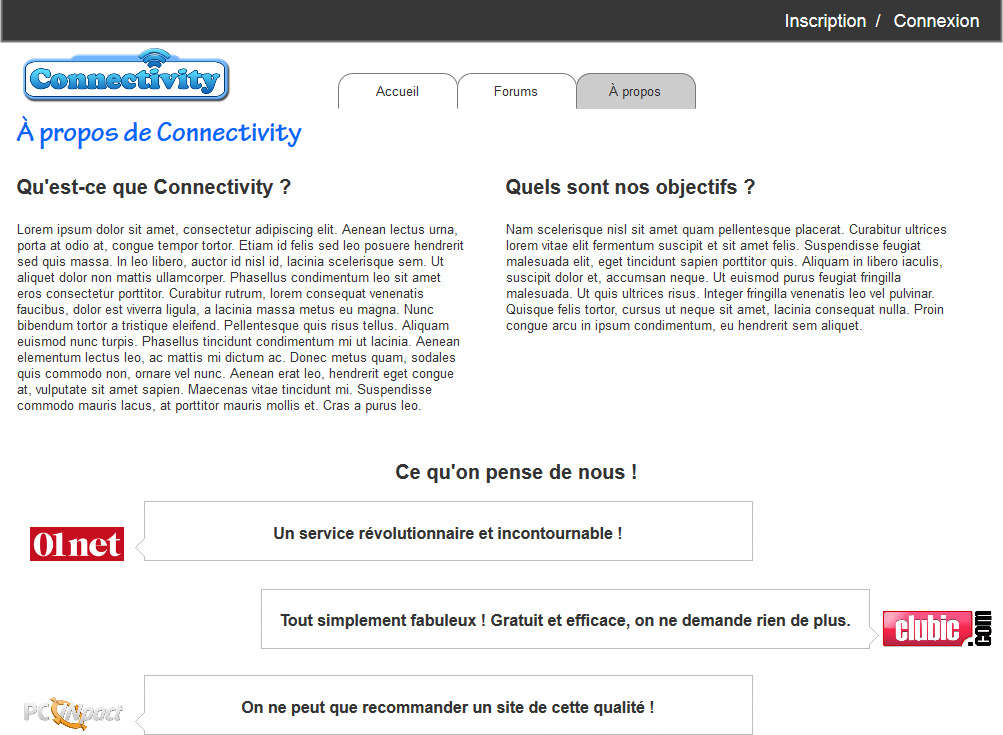 Inscription / Connexion
Connectivity
Accueil
Forums
À propos
À propos de Connectivity
Qu'est-ce que Connectivity ?
Lorem ipsum dolor sit amet, consectetur adipiscing elit. Aenean lectus urna,
porta at odio at, congue tempor tortor. Etiam id felis sed leo posuere hendrerit
sed quis massa. In leo libero, auctor id nisl id, lacinia scelerisque sem. Ut
aliquet dolor non mattis ullamcorper. Phasellus condimentum leo sit amet
eros consectetur porttitor. Curabitur rutrum, lorem consequat venenatis
faucibus, dolor est viverra ligula, a lacinia massa metus eu magna. Nunc
bibendum tortor a tristique eleifend. Pellentesque quis risus tellus. Aliquam
euismod nunc turpis. Phasellus tincidunt condimentum mi ut lacinia. Aenean
elementum lectus leo, ac mattis mi dictum ac. Donec metus quam, sodales
quis commodo non, ornare vel nunc. Aenean erat leo, hendrerit eget congue
at, vulputate sit amet sapien. Maecenas vitae tincidunt mi. Suspendisse
commodo mauris lacus, at porttitor mauris mollis et. Cras a purus leo.
Quels sont nos objectifs ?
Nam scelerisque nisl sit amet quam pellentesque placerat. Curabitur ultrices
lorem vitae elit fermentum suscipit et sit amet felis. Suspendisse feugiat
malesuada elit, eget tincidunt sapien porttitor quis. Aliquam in libero iaculis,
suscipit dolor et, accumsan neque. Ut euismod purus feugiat fringilla
malesuada. Ut quis ultrices risus. Integer fringilla venenatis leo vel pulvinar.
Quisque felis tortor, cursus ut neque sit amet, lacinia consequat nulla. Proin
congue arcu in ipsum condimentum, eu hendrerit sem aliquet.
Ce qu'on pense de nous !
01net
Un service révolutionnaire et incontournable !
Tout simplement fabuleux ! Gratuit et efficace, on ne demande rien de plus.
clubic.com
PC INpact
On ne peut que recommander un site de cette qualité !